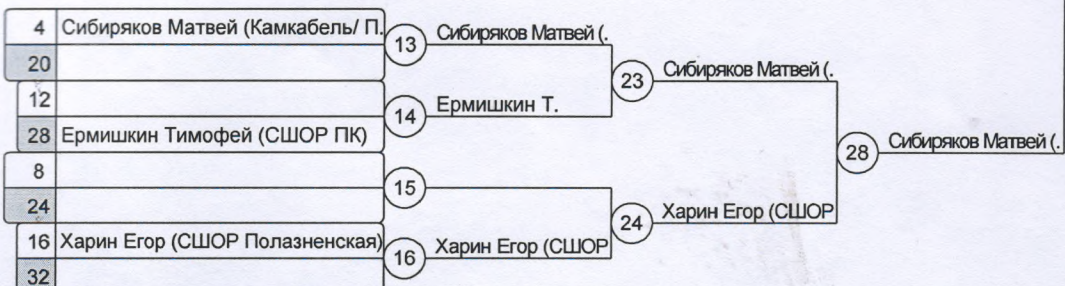 4 Сибиряков Матвей (Камкабель/ П.
20
13 Сибиряков Матвей (.
12
28 Ермишкин Тимофей (СШОР ПК)
14 Ермишкин Т.
23 Сибиряков Матвей (.
8
24
15
16 Харин Егор (СШОР Полазненская)
32
16 Харин Егор (СШОР
24 Харин Егор (СШОР
28 Сибиряков Матвей (.